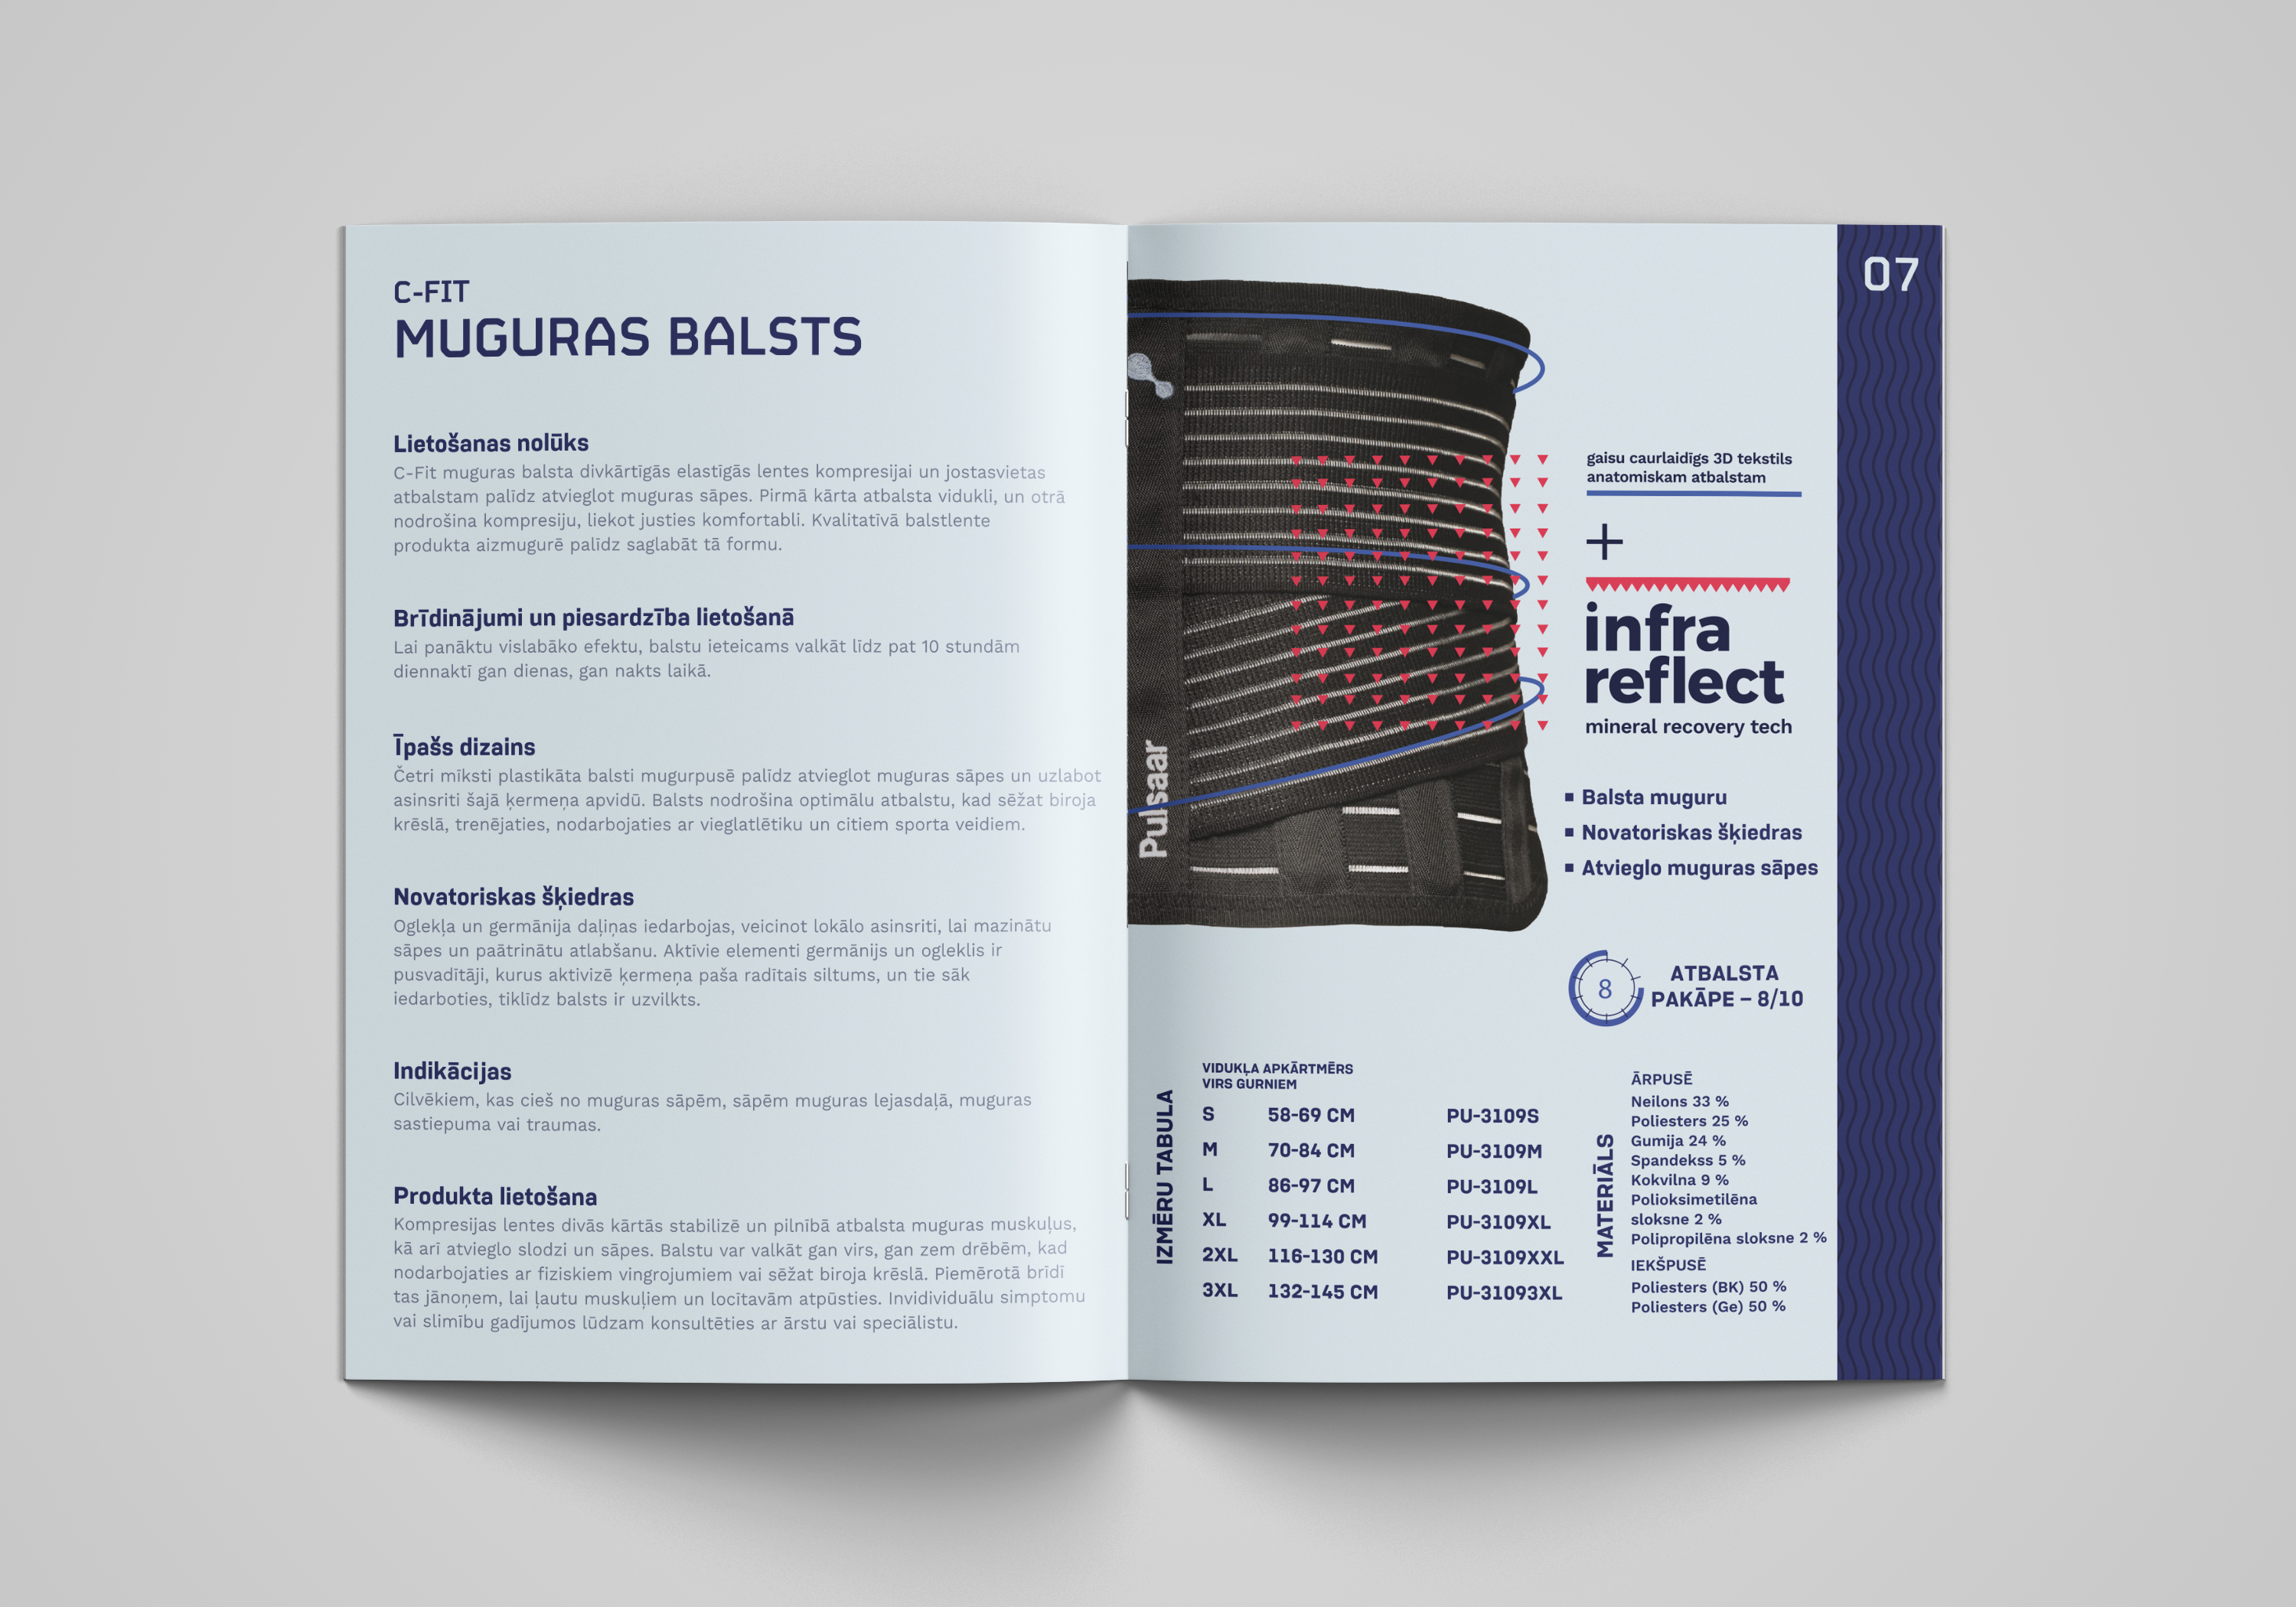 C-FIT
MUGURAS BALSTS
Lietošanas nolūks
C-Fit muguras balsta divkārtīgās elastīgās lentes kompresijai un jostasvietas
atbalstam palīdz atvieglot muguras sāpes. Pirmā kārta atbalsta vidukli, un otrā
nodrošina kompresiju, liekot justies komfortabli. Kvalitatīvā balstlente
produkta aizmugurē palīdz saglabāt tā formu.
Brīdinājumi un piesardzība lietošanā
Lai panāktu vislabāko efektu, balstu ieteicams valkāt līdz pat 10 stundām
diennaktī gan dienas, gan nakts laikā.
Īpašs dizains
Četri mīksti plastikāta balsti mugurpusē palīdz atvieglot muguras sāpes un uzlabot
asinsriti šajā ķermeņa apvidū. Balsts nodrošina optimālu atbalstu, kad sēžat biroja
krēslā, trenējaties, nodarbojaties ar vieglatlētiku un citiem sporta veidiem.
Novatoriskas šķiedras
Oglekļa un germānija daļiņas iedarbojas, veicinot lokālo asinsriti, lai mazinātu
sāpes un paātrinātu atlabšanu. Aktīvie elementi germānijs un ogleklis ir
pusvadītāji, kurus aktivizē ķermeņa paša radītais siltums, un tie sāk
iedarboties, tiklīdz balsts ir uzvilkts.
Indikācijas
Cilvēkiem, kas cieš no muguras sāpēm, sāpēm muguras lejasdaļā, muguras
sastiepuma vai traumas.
Produkta lietošana
Kompresijas lentes divās kārtās stabilizē un pilnībā atbalsta muguras muskuļus,
kā arī atvieglo slodzi un sāpes. Balstu var valkāt gan virs, gan zem drēbēm, kad
nodarbojaties ar fiziskiem vingrojumiem vai sēžat biroja krēslā. Piemērotā brīdī
tas jānoņem, lai ļautu muskuļiem un locītavām atpūsties. Invidividuālu simptomu
vai slimību gadījumos lūdzam konsultēties ar ārstu vai speciālistu.
07
Pulsaar
gaisu caurlaidīgs 3D tekstils
anatomiskam atbalstam
+
infra
reflect
mineral recovery tech
▪ Balsta muguru
▪ Novatoriskas šķiedras
▪ Atvieglo muguras sāpes
8
ATBALSTA
PAKĀPE – 8/10
IZMĒRU TABULA
VIDUKĻA APKĀRTMĒRS
VIRS GURNIEM
S 58-69 CM PU-3109S
M 70-84 CM PU-3109M
L 86-97 CM PU-3109L
XL 99-114 CM PU-3109XL
2XL 116-130 CM PU-3109XXL
3XL 132-145 CM PU-31093XL
MATERIĀLS
ĀRPUSĒ
Neilons 33 %
Poliesters 25 %
Gumija 24 %
Spandekss 5 %
Kokvilna 9 %
Polioksimetilēna
sloksne 2 %
Polipropilēna sloksne 2 %
IEKŠPUSĒ
Poliesters (BK) 50 %
Poliesters (Ge) 50 %